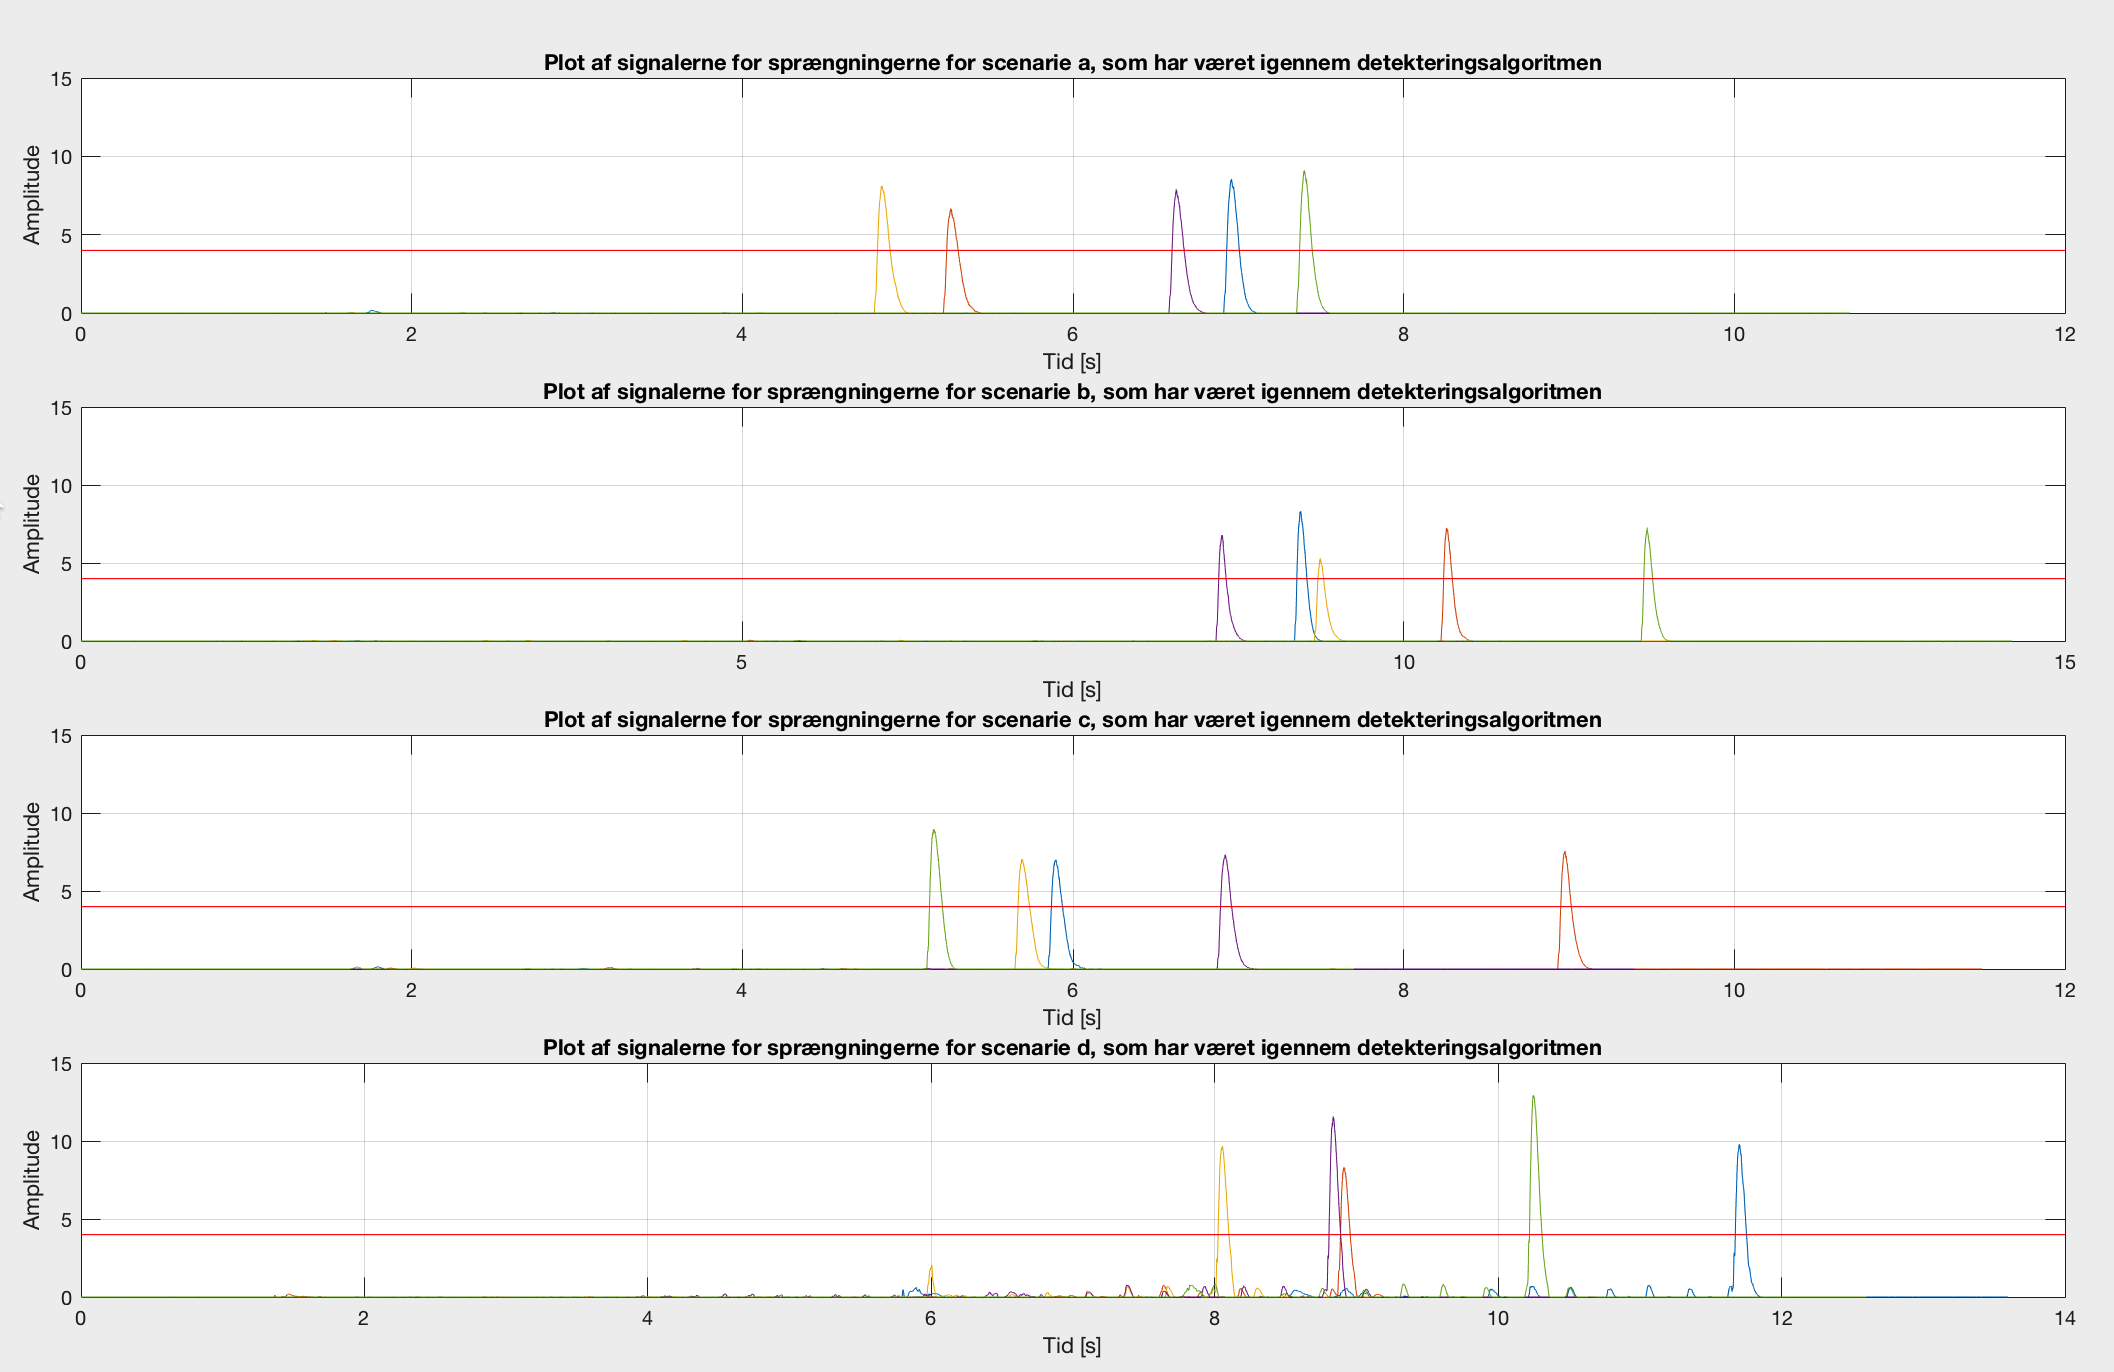 Plot af signalerne for sprængningerne for scenarie a, som har været igennem detekteringsalgoritmen
15
10
5
0
Amplitude
0 2 4 6 8 10 12
Tid [s]
Plot af signalerne for sprængningerne for scenarie b, som har været igennem detekteringsalgoritmen
15
10
5
0
Amplitude
0 5 10 15
Tid [s]
Plot af signalerne for sprængningerne for scenarie c, som har været igennem detekteringsalgoritmen
15
10
5
0
Amplitude
0 2 4 6 8 10 12
Tid [s]
Plot af signalerne for sprængningerne for scenarie d, som har været igennem detekteringsalgoritmen
15
10
5
0
Amplitude
0 2 4 6 8 10 12 14
Tid [s]